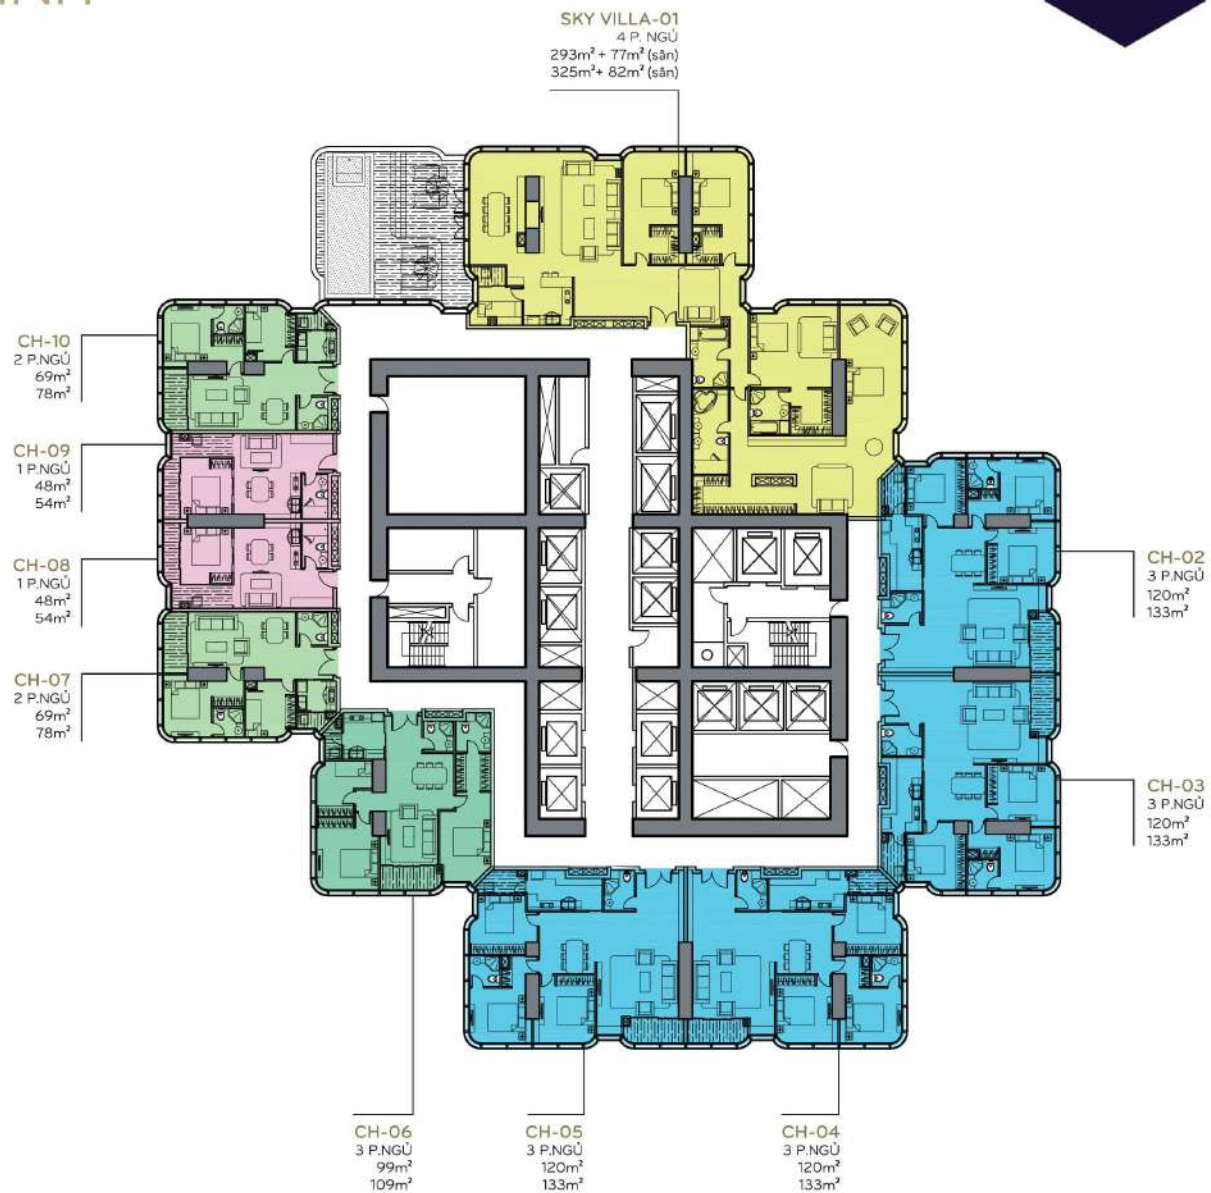 SKY VILLA-01
4 P. NGỦ
293m² + 77m² (sân)
325m²+ 82m² (sân)
CH-10
2 P.NGỦ
69m²
78m²
CH-09
1 P.NGỦ
48m²
54m²
CH-08
1 P.NGỦ
48m²
54m²
CH-07
2 P.NGỦ
69m²
78m²
CH-02
3 P.NGỦ
120m²
133m²
CH-03
3 P.NGỦ
120m²
133m²
CH-06
3 P.NGỦ
99m²
109m²
CH-05
3 P.NGỦ
120m²
133m²
CH-04
3 P.NGỦ
120m²
133m²